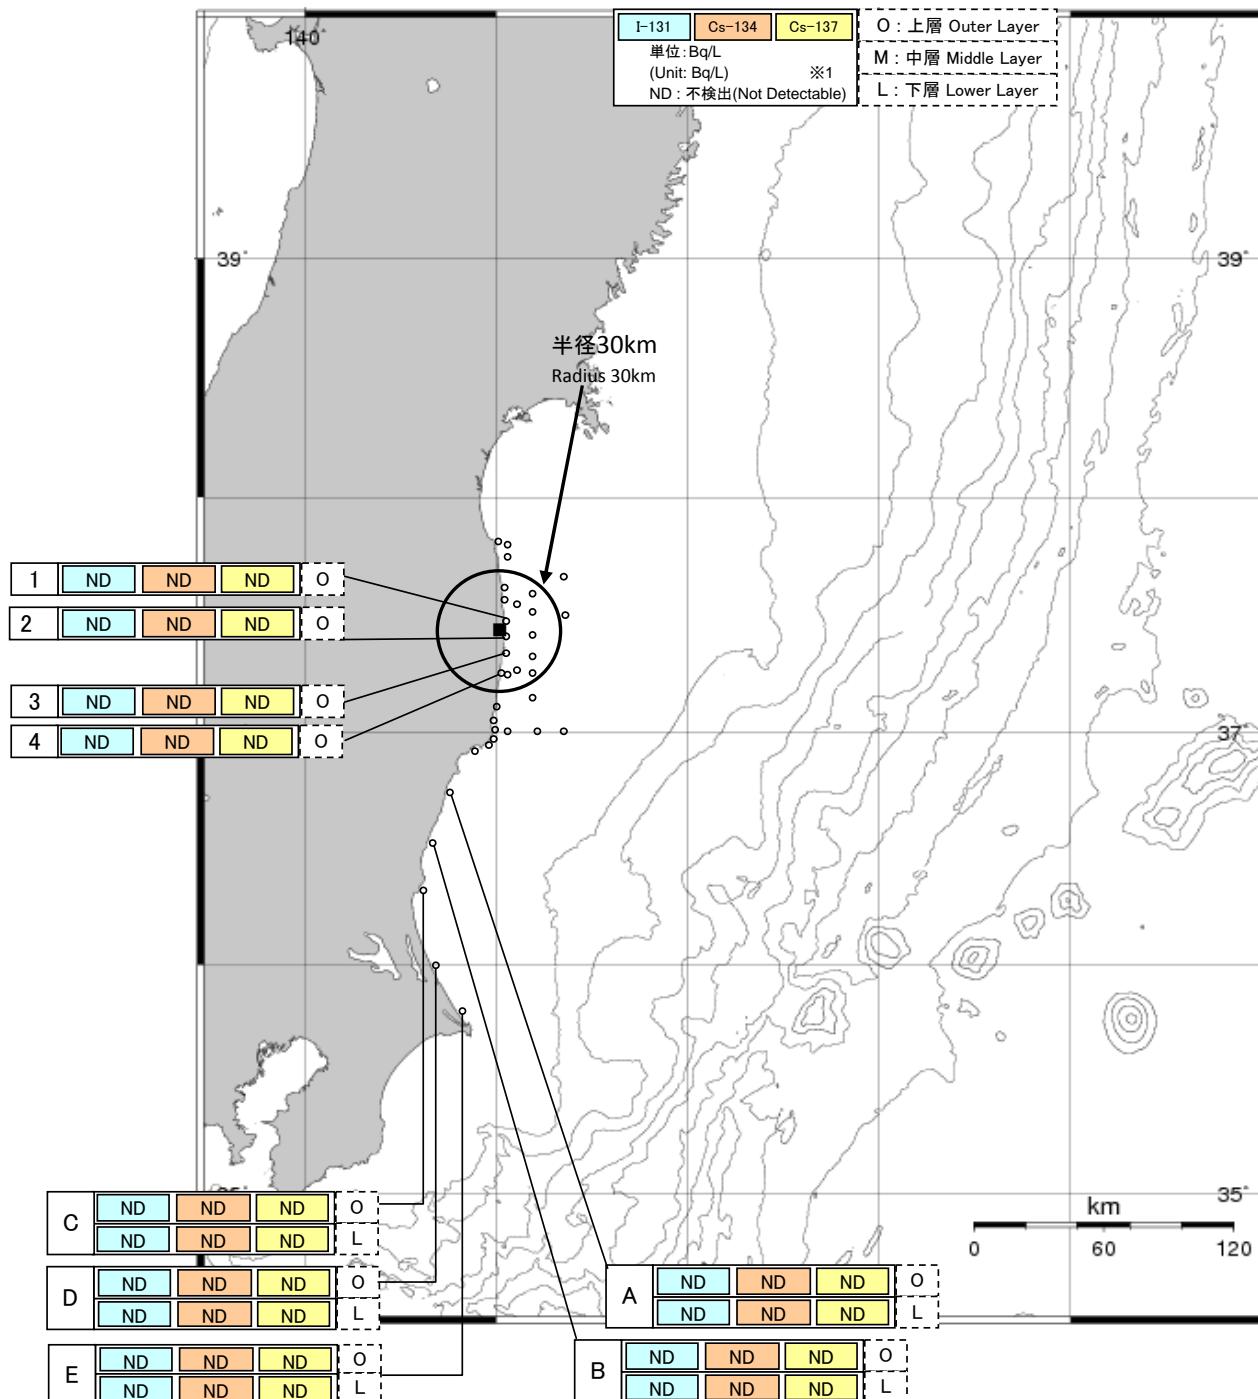 I-131 Cs-134 Cs-137
単位:Bq/L
(Unit: Bq/L) ※1
ND : 不検出(Not Detectable)
O : 上層 Outer Layer
M : 中層 Middle Layer
L : 下層 Lower Layer
140°
39° 39°
半径30km
Radius 30km
1 ND ND ND O
2 ND ND ND O
3 ND ND ND O
4 ND ND ND O
37°
35°
km
0 60 120
C ND ND ND O
ND ND ND L
D ND ND ND O
ND ND ND L
E ND ND ND O
ND ND ND L
A ND ND ND O
ND ND ND L
B ND ND ND O
ND ND ND L